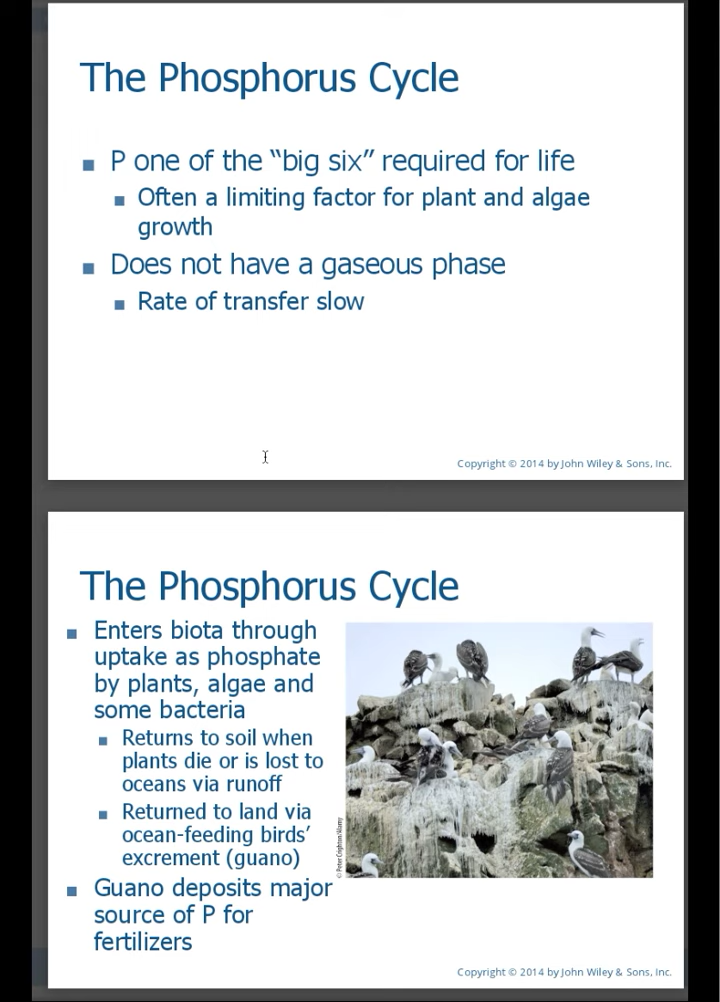 The Phosphorus Cycle
■ P one of the “big six” required for life
■ Often a limiting factor for plant and algae
growth
■ Does not have a gaseous phase
■ Rate of transfer slow
Copyright © 2014 by John Wiley & Sons, Inc.
The Phosphorus Cycle
■ Enters biota through
uptake as phosphate
by plants, algae and
some bacteria
■ Returns to soil when
plants die or is lost to
oceans via runoff
■ Returned to land via
ocean-feeding birds’
excrement (guano)
■ Guano deposits major
source of P for
fertilizers
© Peter Crighton/Alamy
Copyright © 2014 by John Wiley & Sons, Inc.